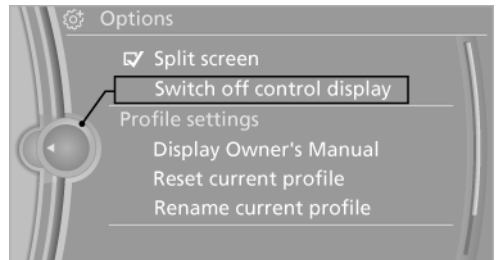 Options
Split screen
Switch off control display
Profile settings
Display Owner's Manual
Reset current profile
Rename current profile